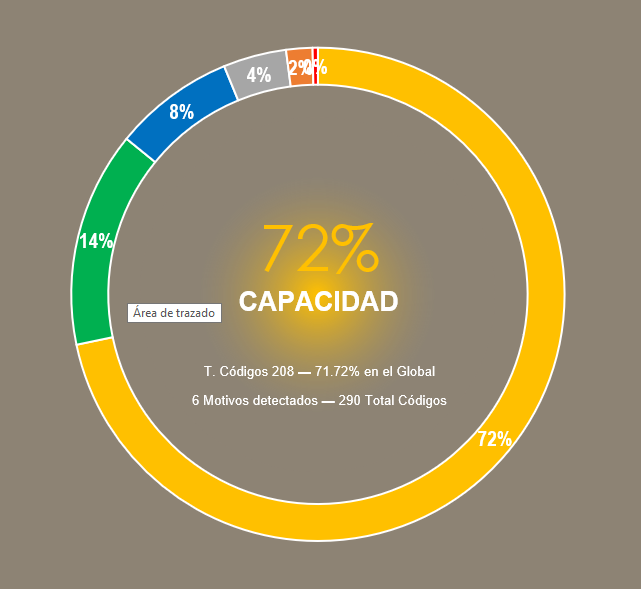 4%
2%
0%
8%
14%
72%
CAPACIDAD
Área de trazado
T. Códigos 208 — 71.72% en el Global
6 Motivos detectados — 290 Total Códigos
72%